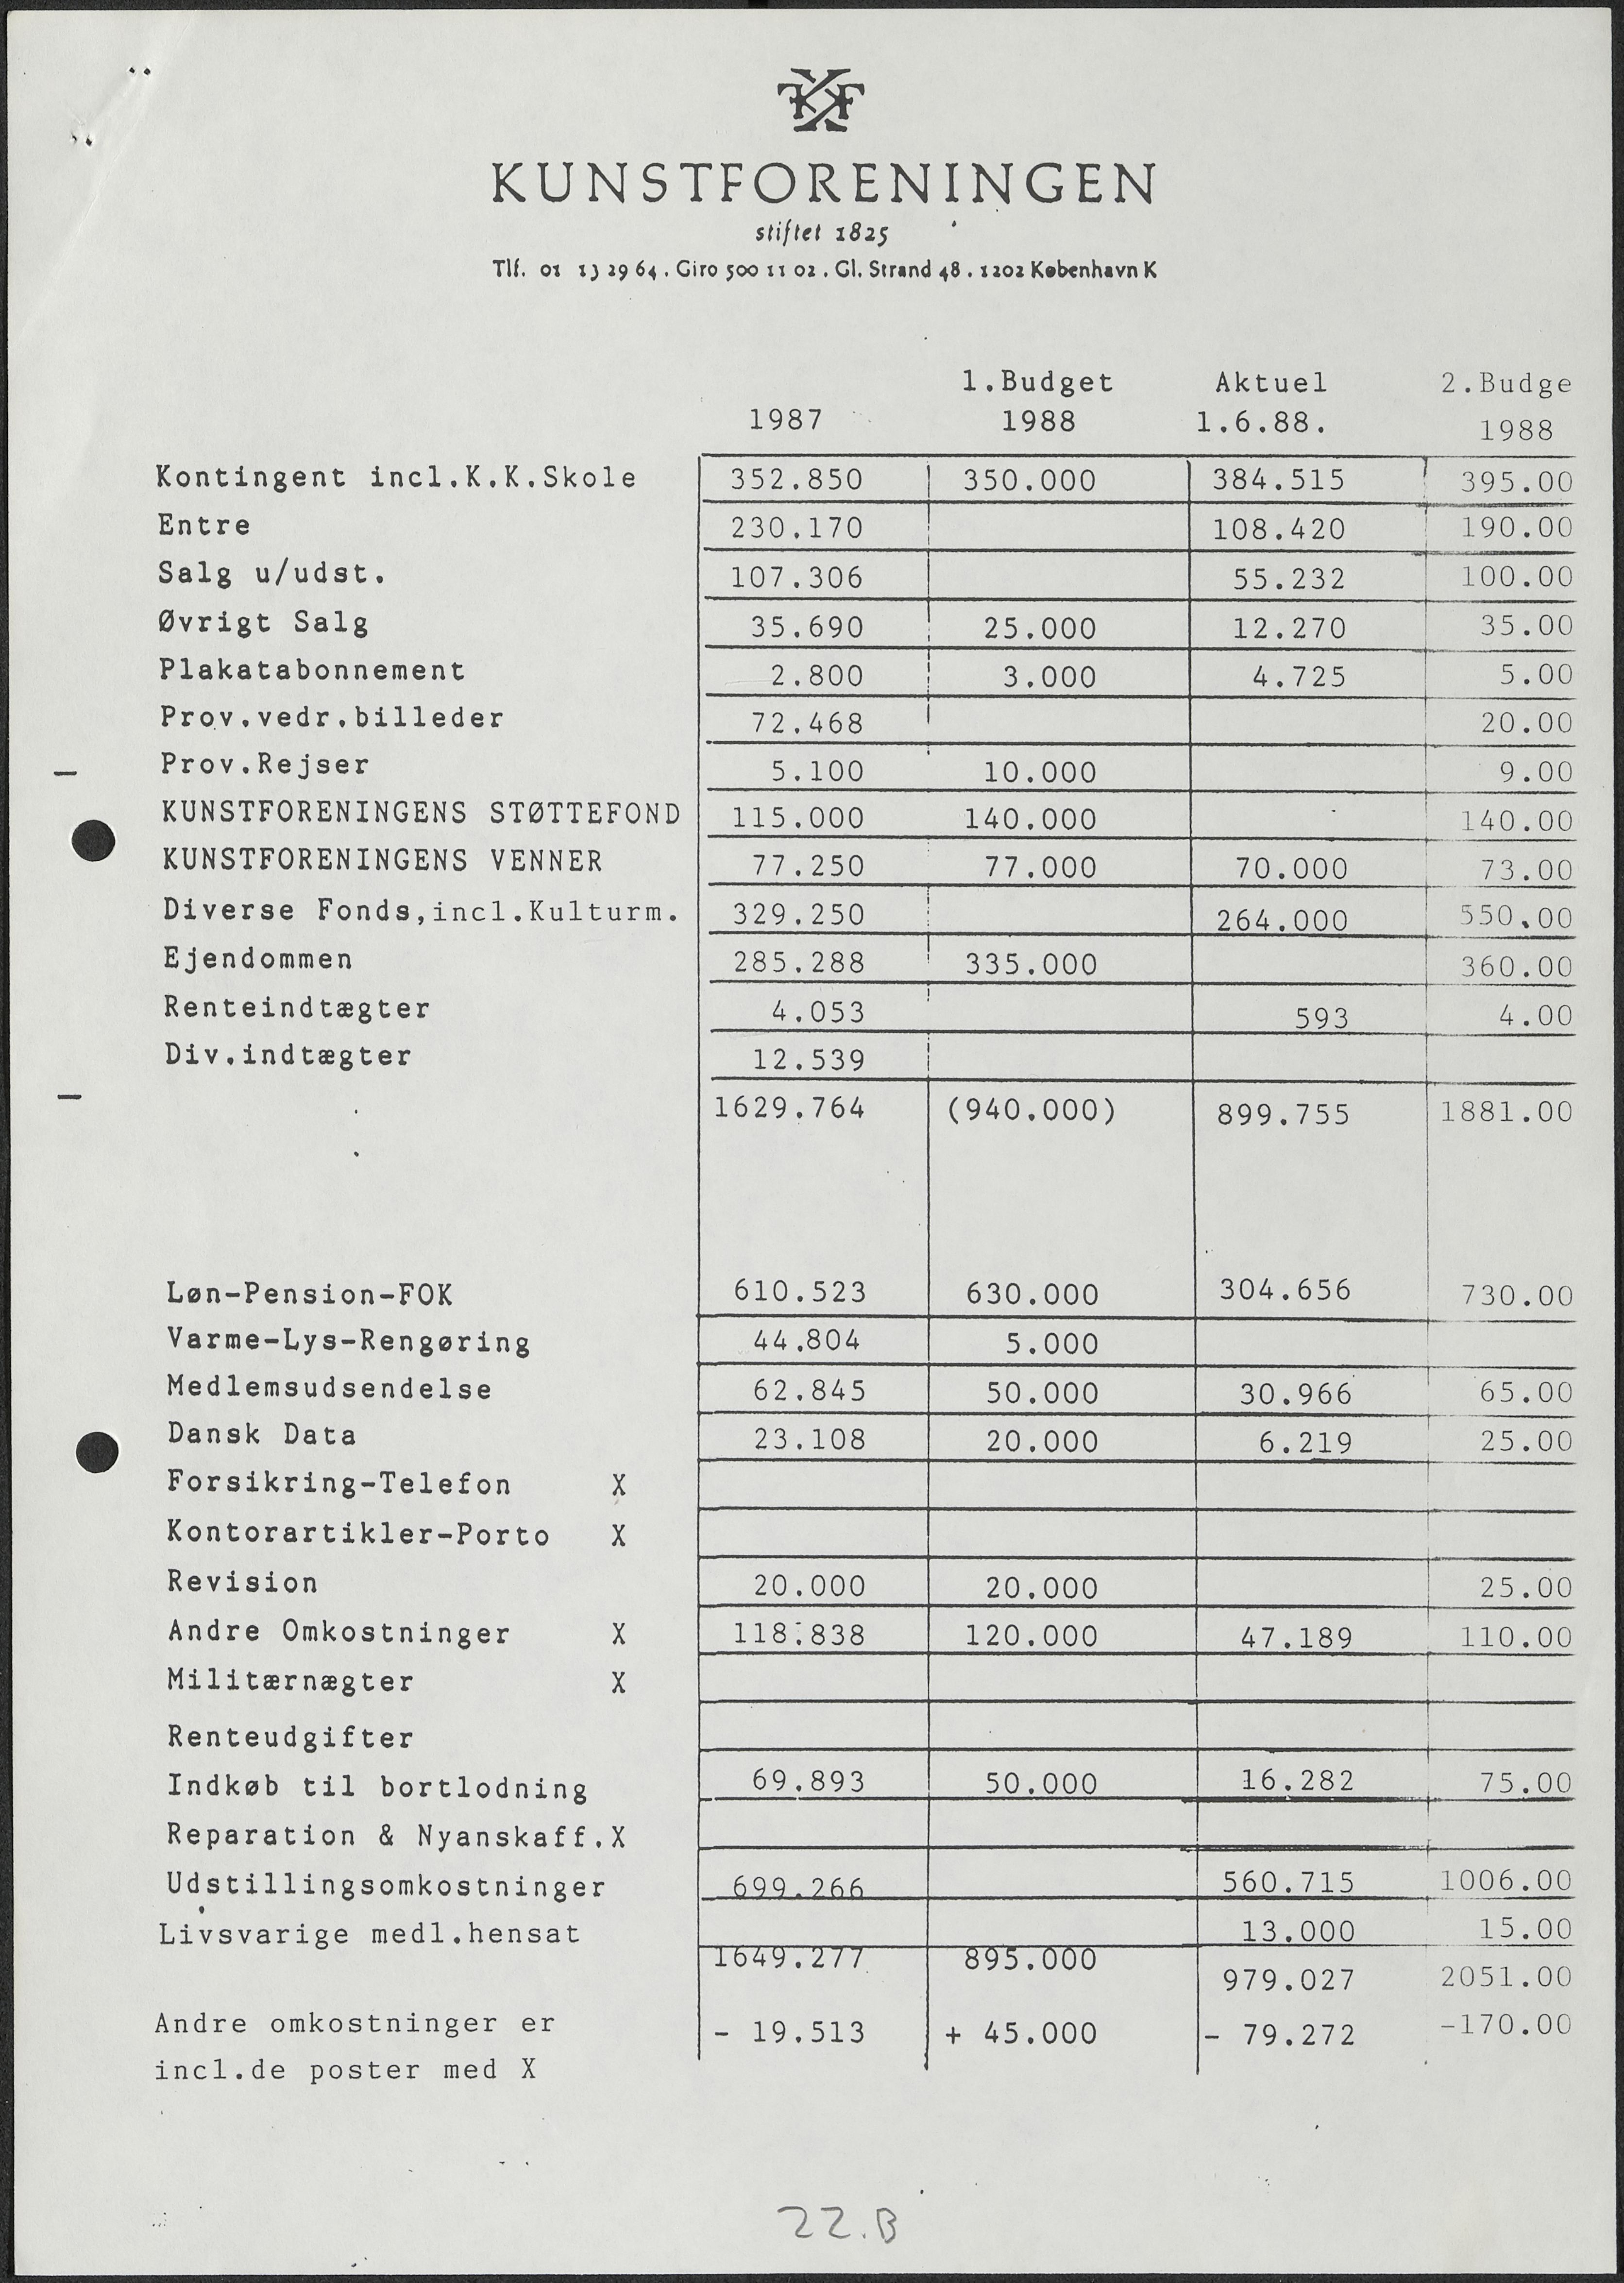 KUNSTFORENINGEN
stiftet 1825
Tlf. 01 13 29 64. Giro 500 11 02. Gl. Strand 48. 1202 København K
1.Budget Aktuel 2.Budge
1987 1988 1.6.88. 1988
Kontingent incl.K.K.Skole 352.850 350.000 384.515 395.00
Entre 230.170 108.420 190.00
Salg u/udst. 107.306 55.232 100.00
Øvrigt Salg 35.690 25.000 12.270 35.00
Plakatabonnement 2.800 3.000 4.725 5.00
Prov.vedr.billeder 72.468 20.00
Prov.Rejser 5.100 10.000 9.00
KUNSTFORENINGENS STØTTEFOND 115.000 140.000 140.00
KUNSTFORENINGENS VENNER 77.250 77.000 70.000 73.00
Diverse Fonds,incl.Kulturm. 329.250 264.000 550.00
Ejendommen 285.288 335.000 360.00
Renteindtægter 4.053 593 4.00
Div.indtægter 12.539
1629.764 (940.000) 899.755 1881.00
Løn-Pension-FOK 610.523 630.000 304.656 730.00
Varme-Lys-Rengøring 44.804 5.000
Medlemsudsendelse 62.845 50.000 30.966 65.00
Dansk Data 23.108 20.000 6.219 25.00
Forsikring-Telefon X
Kontorartikler-Porto X
Revision 20.000 20.000 25.00
Andre Omkostninger X 118.838 120.000 47.189 110.00
Militærnægter X
Renteudgifter
Indkøb til bortlodning 69.893 50.000 16.282 75.00
Reparation & Nyanskaff.X
Udstillingsomkostninger 699.266 560.715 1006.00
Livsvarige medl.hensat 13.000 15.00
1649.277 895.000 979.027 2051.00
Andre omkostninger er - 19.513 + 45.000 - 79.272 -170.00
incl.de poster med X
22.B